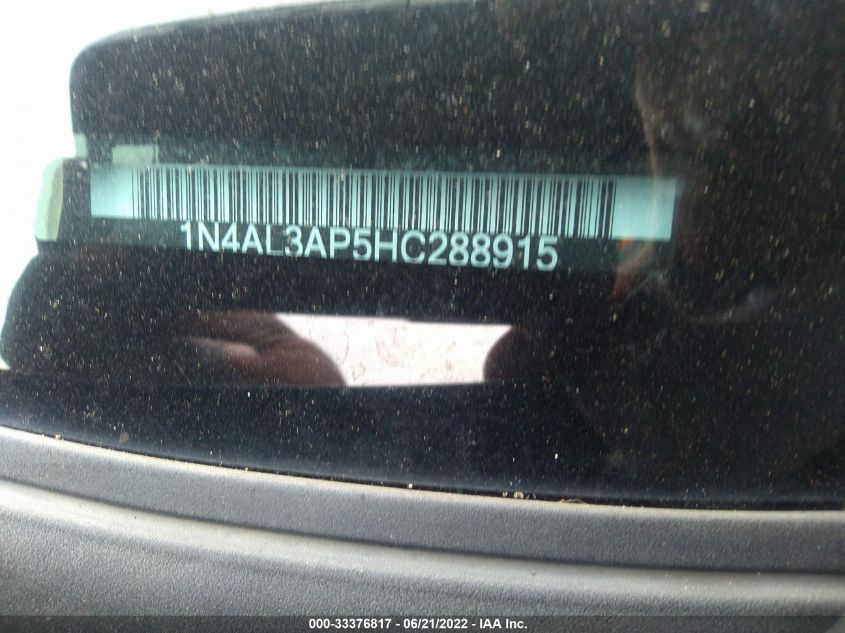 1N4AL3AP5HC288915
000-33376817 - 06/21/2022 - IAA Inc.